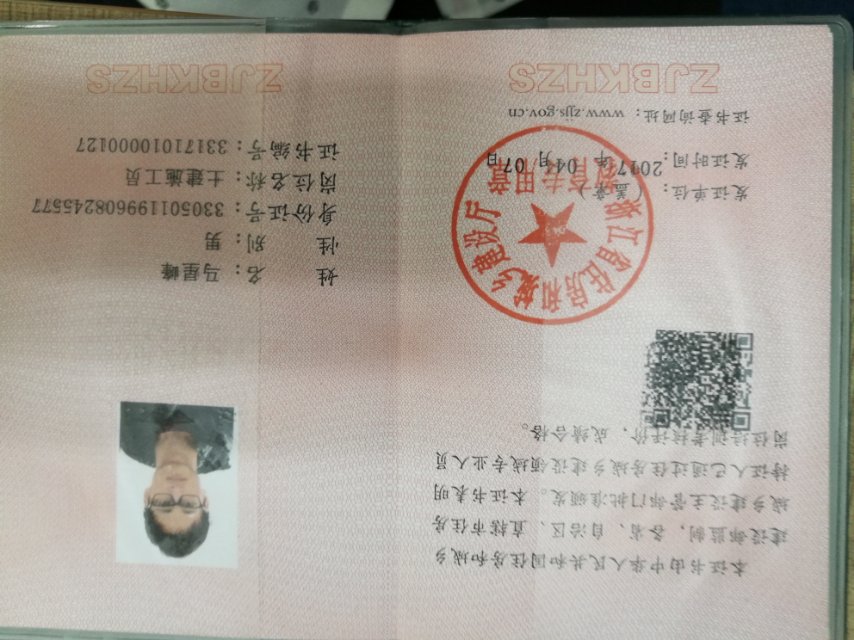 本证书由中华人民共和国住房和城乡
建设部监制，各省、自治区、直辖市住房
城乡建设主管部门批准颁发。本证书表明
持证人已通过住房城乡建设领域专业人员
岗位培训考核评价，成绩合格。
浙江省住房和城乡建设厅
教育专用章
发证单位：（盖章）
发证时间：2017年04月07日
证书查询网址：www.zjjs.gov.cn
ZJBKHZS
姓 名：马星峰
性 别：男
身份证号：330501199608245577
岗位名称：土建施工员
证书编号：33171010000127
ZJBKHZS